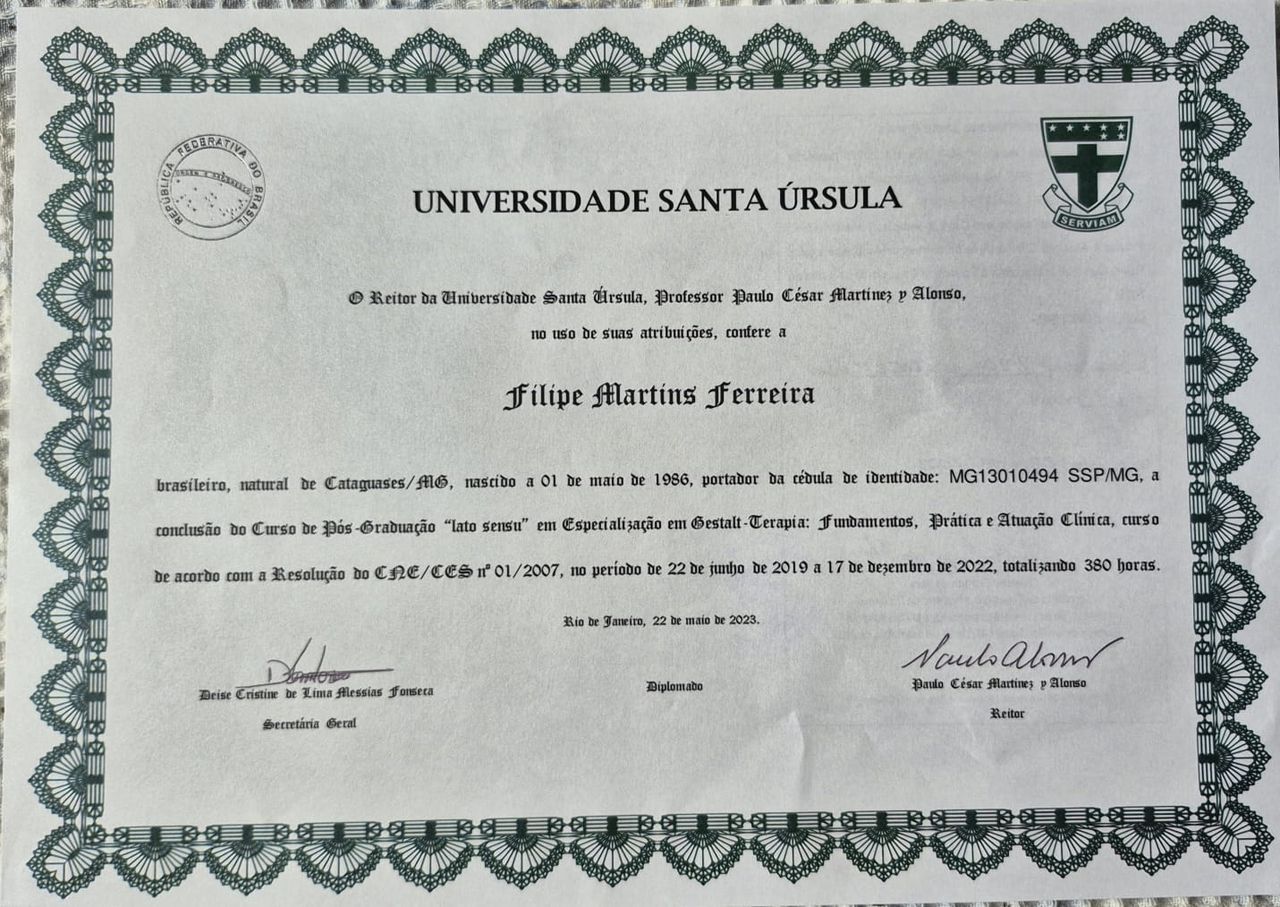 REPÚBLICA FEDERATIVA DO BRASIL
ORDEM E PROGRESSO
SERVIAM
UNIVERSIDADE SANTA ÚRSULA
O Reitor da Universidade Santa Úrsula, Professor Paulo César Martinez y Alonso,
no uso de suas atribuições, confere a
Filipe Martins Ferreira
brasileiro, natural de Cataguases/MG, nascido a 01 de maio de 1986, portador da cédula de identidade: MG13010494 SSP/MG, a
conclusão do Curso de Pós-Graduação “lato sensu” em Especialização em Gestalt-Terapia: Fundamentos, Prática e Atuação Clínica, curso
de acordo com a Resolução do CNE/CES nº 01/2007, no período de 22 de junho de 2019 a 17 de dezembro de 2022, totalizando 380 horas.
Rio de Janeiro, 22 de maio de 2023.
Paulo Alonso
Deise Cristine de Lima Messias Fonseca
Diplomado
Paulo César Martinez y Alonso
Secretária Geral
Reitor